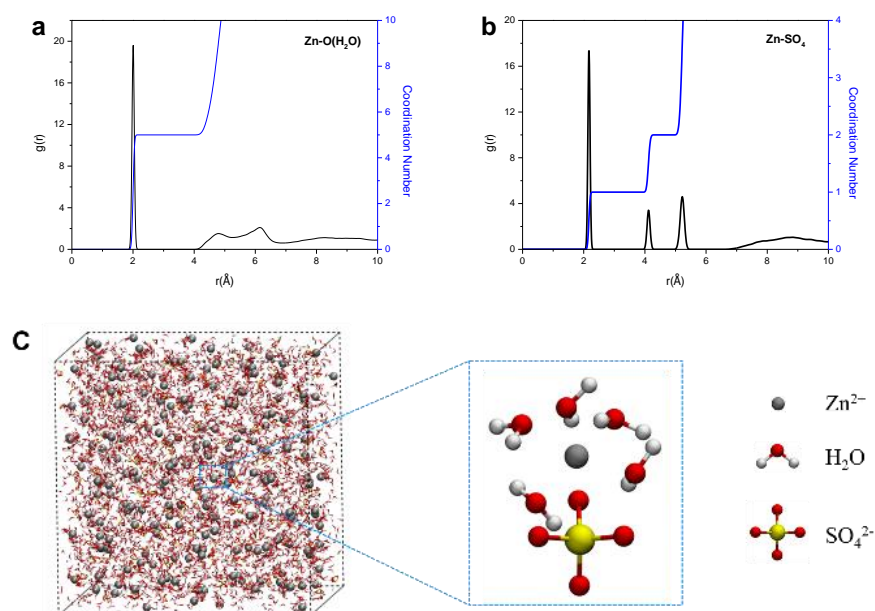 a
Zn-O(H₂O)
g(r)
20
16
12
8
4
0
10
8
6
4
2
0
Coordination Number
0 2 4 6 8 10
r(Å)
b
Zn-SO₄
g(r)
20
16
12
8
4
0
4
3
2
1
0
Coordination Number
0 2 4 6 8 10
r(Å)
C
Zn²⁻
H₂O
SO₄²⁻